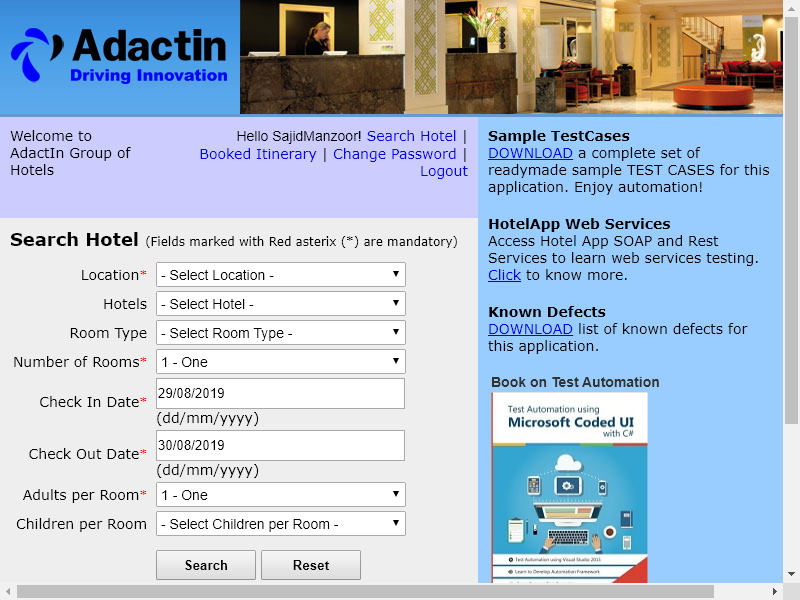 Adactin
Driving Innovation
Welcome to
AdactIn Group of
Hotels
Hello SajidManzoor! Search Hotel |
Booked Itinerary | Change Password |
Logout
Search Hotel (Fields marked with Red asterix (*) are mandatory)
Location* - Select Location -
Hotels - Select Hotel -
Room Type - Select Room Type -
Number of Rooms* 1 - One
Check In Date* 29/08/2019
(dd/mm/yyyy)
Check Out Date* 30/08/2019
(dd/mm/yyyy)
Adults per Room* 1 - One
Children per Room - Select Children per Room -
Search Reset
Sample TestCases
DOWNLOAD a complete set of
readymade sample TEST CASES for this
application. Enjoy automation!
HotelApp Web Services
Access Hotel App SOAP and Rest
Services to learn web services testing.
Click to know more.
Known Defects
DOWNLOAD list of known defects for
this application.
Book on Test Automation
Test Automation using
Microsoft Coded UI
with C#
Test Automation using Visual Studio 2015
Learn to Develop Automation Framework